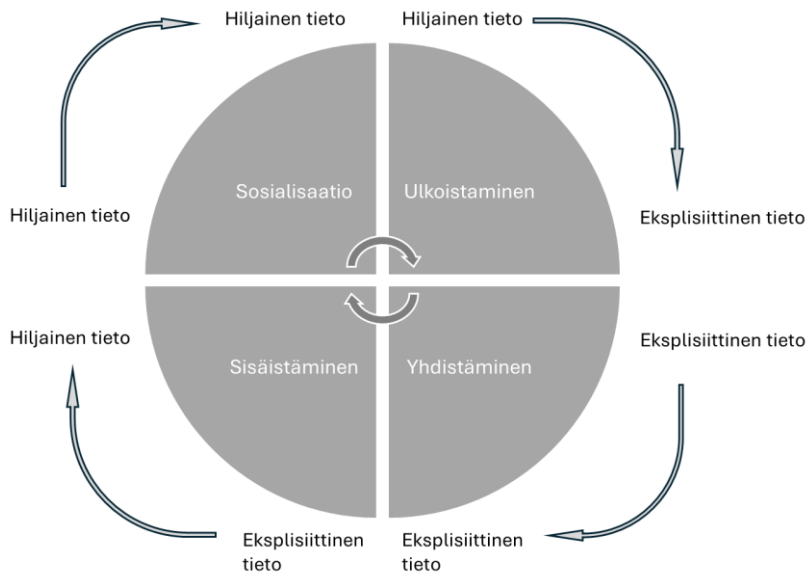 Hiljainen tieto
Hiljainen tieto
Sosialisaatio
Ulkoistaminen
Hiljainen tieto
Eksplisiittinen tieto
Hiljainen tieto
Eksplisiittinen tieto
Sisäistäminen
Yhdistäminen
Eksplisiittinen
tieto
Eksplisiittinen
tieto